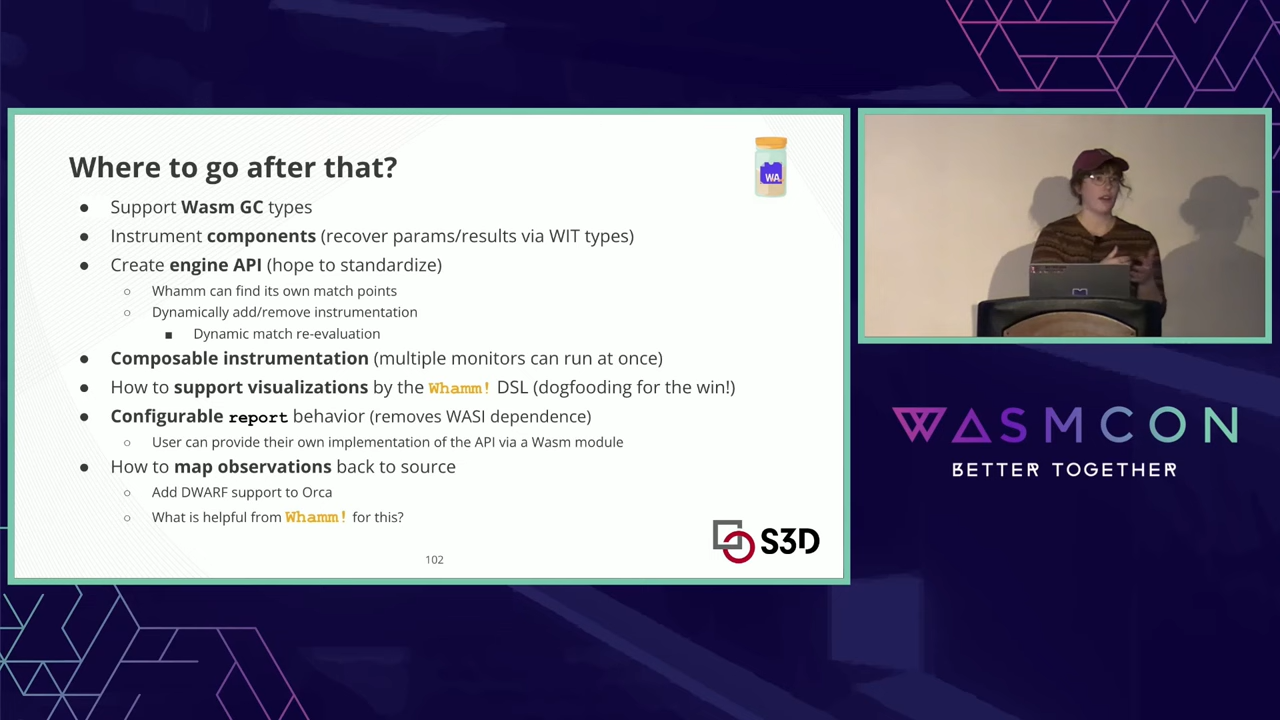 Where to go after that?
WA
● Support Wasm GC types
● Instrument components (recover params/results via WIT types)
● Create engine API (hope to standardize)
○ Whamm can find its own match points
○ Dynamically add/remove instrumentation
■ Dynamic match re-evaluation
● Composable instrumentation (multiple monitors can run at once)
● How to support visualizations by the Whamm! DSL (dogfooding for the win!)
● Configurable report behavior (removes WASI dependence)
○ User can provide their own implementation of the API via a Wasm module
● How to map observations back to source
○ Add DWARF support to Orca
○ What is helpful from Whamm! for this?
102
S3D
WASMCON
BETTER TOGETHER